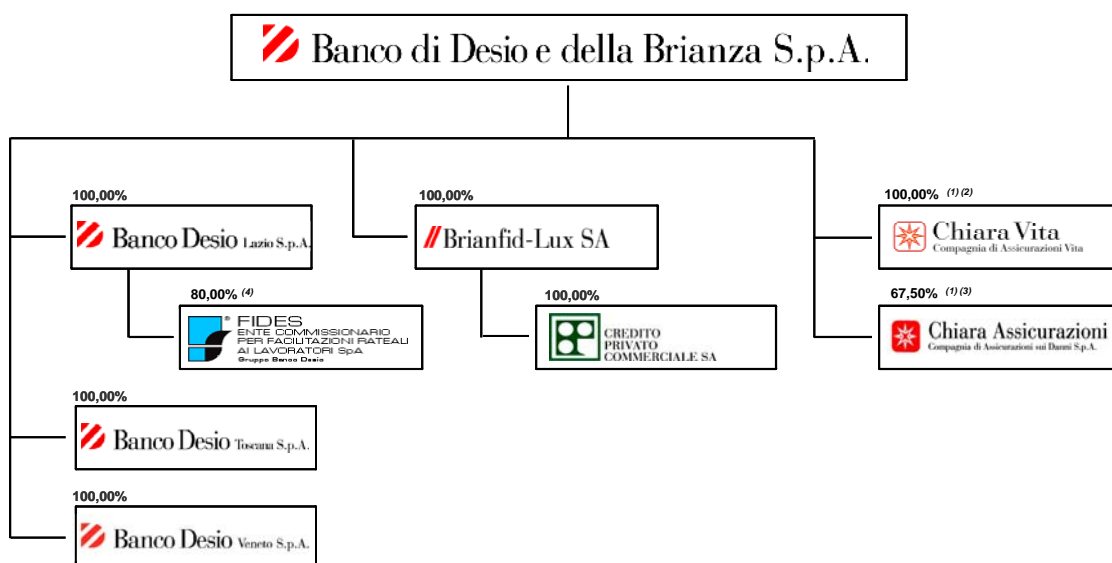 Banco di Desio e della Brianza S.p.A.
100,00%
Banco Desio Lazio S.p.A.
100,00%
Brianfid-Lux SA
100,00% (1) (2)
Chiara Vita
Compagnia di Assicurazioni Vita
80,00% (4)
FIDES
ENTE COMMISSIONARIO
PER FACILITAZIONI RATEALI
AI LAVORATORI SpA
Gruppo Banco Desio
100,00%
CREDITO
PRIVATO
COMMERCIALE SA
67,50% (1) (3)
Chiara Assicurazioni
Compagnia di Assicurazioni sui Danni S.p.A.
100,00%
Banco Desio Toscana S.p.A.
100,00%
Banco Desio Veneto S.p.A.